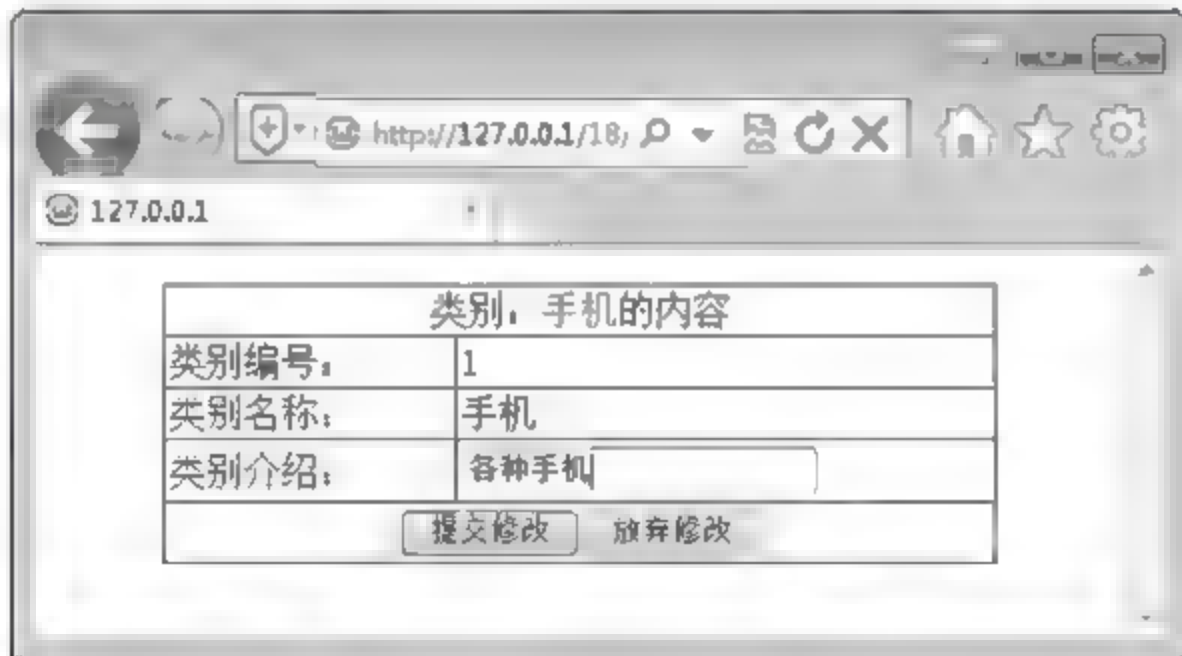 http://127.0.0.1/18/
127.0.0.1
类别：手机的内容
类别编号： 1
类别名称： 手机
类别介绍： 各种手机
提交修改 放弃修改